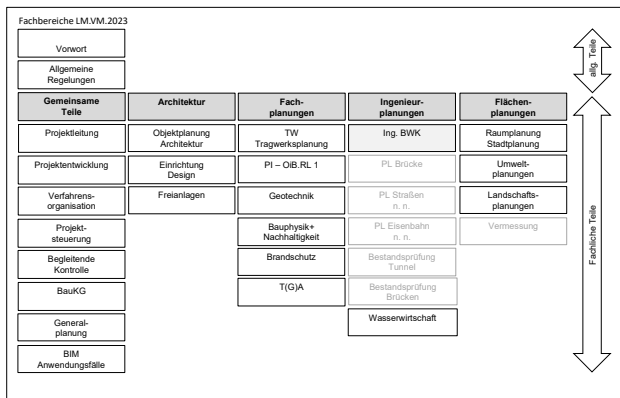 Fachbereiche LM.VM.2023
Vorwort
Allgemeine
Regelungen
allg. Teile
Gemeinsame
Teile
Architektur
Fach-
planungen
Ingenieur-
planungen
Flächen-
planungen
Projektleitung
Objektplanung
Architektur
TW
Tragwerksplanung
Ing. BWK
Raumplanung
Stadtplanung
Projektentwicklung
Einrichtung
Design
PI – OiB.RL 1
PL Brücke
Umwelt-
planungen
Verfahrens-
organisation
Freianlagen
Geotechnik
PL Straßen
n. n.
Landschafts-
planungen
Projekt-
steuerung
Bauphysik+
Nachhaltigkeit
PL Eisenbahn
n. n.
Vermessung
Begleitende
Kontrolle
Brandschutz
Bestandsprüfung
Tunnel
BauKG
T(G)A
Bestandsprüfung
Brücken
General-
planung
Wasserwirtschaft
BIM
Anwendungsfälle
Fachliche Teile